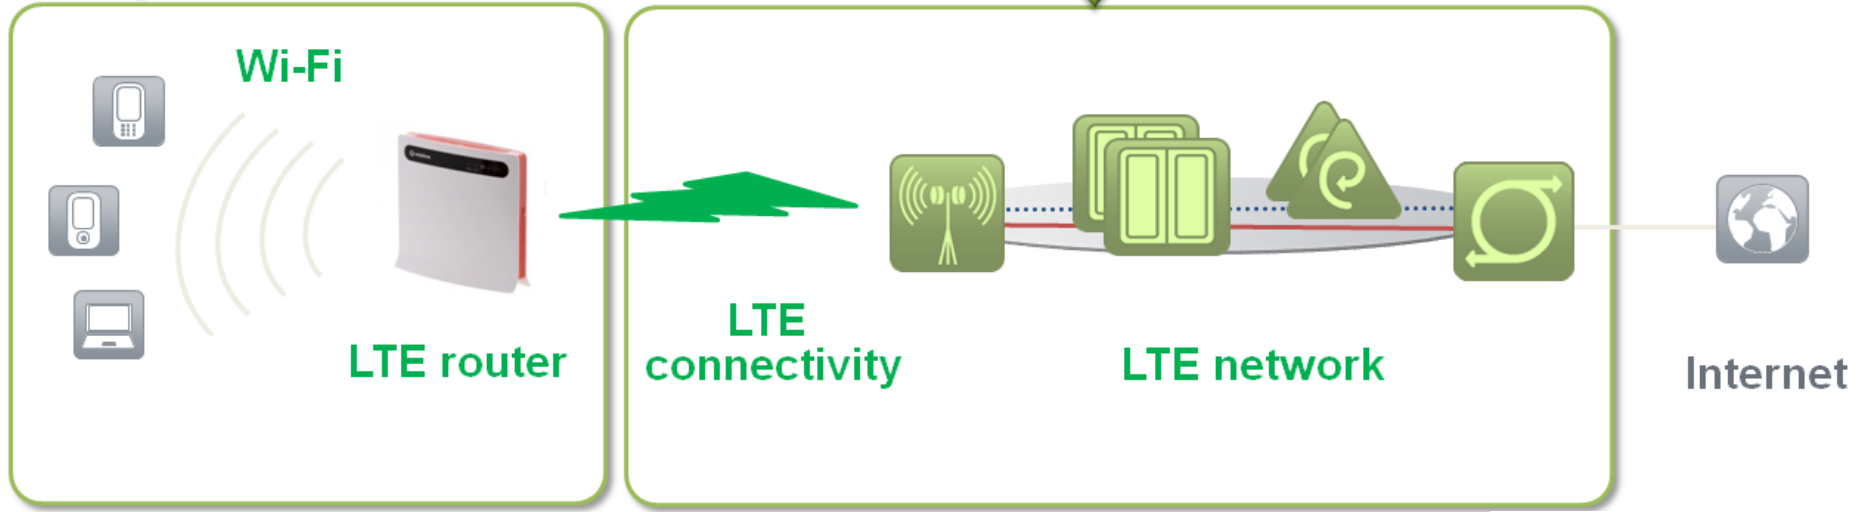 Wi-Fi
LTE router
LTE
connectivity
LTE network
Internet